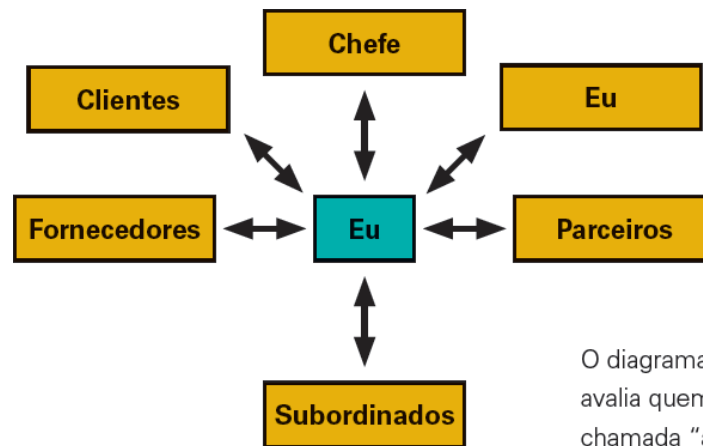 Chefe
Clientes
Eu
Fornecedores
Eu
Parceiros
Subordinados
O diagrama
avalia quem
chamada "a